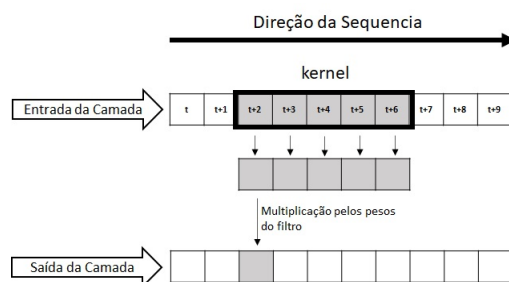 Direção da Sequencia
kernel
Entrada da Camada
t t+1 t+2 t+3 t+4 t+5 t+6 t+7 t+8 t+9
Multiplicação pelos pesos
do filtro
Saída da Camada